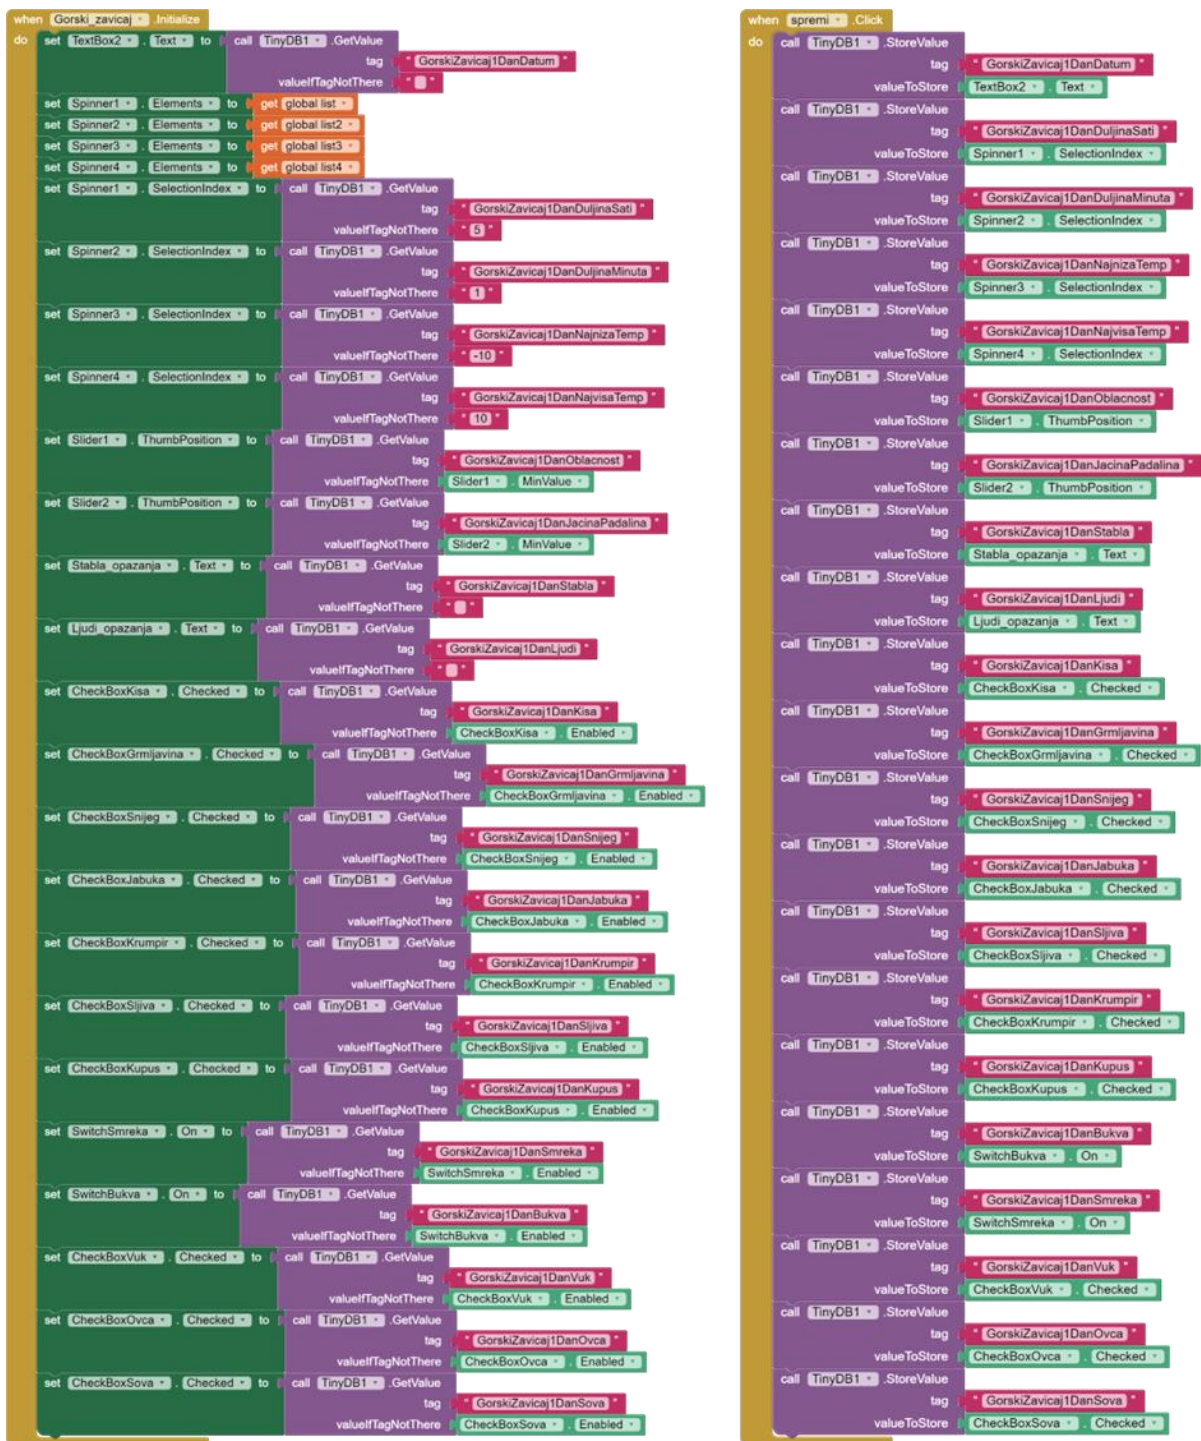 when Gorski_zavicaj .Initialize
do set TextBox2 . Text to call TinyDB1 .GetValue
tag " GorskiZavicaj1DanDatum "
valueIfTagNotThere " "
set Spinner1 . Elements to get global list
set Spinner2 . Elements to get global list2
set Spinner3 . Elements to get global list3
set Spinner4 . Elements to get global list4
set Spinner1 . SelectionIndex to call TinyDB1 .GetValue
tag " GorskiZavicaj1DanDuljinaSati "
valueIfTagNotThere " 5 "
set Spinner2 . SelectionIndex to call TinyDB1 .GetValue
tag " GorskiZavicaj1DanDuljinaMinuta "
valueIfTagNotThere " 1 "
set Spinner3 . SelectionIndex to call TinyDB1 .GetValue
tag " GorskiZavicaj1DanNajnizaTemp "
valueIfTagNotThere " -10 "
set Spinner4 . SelectionIndex to call TinyDB1 .GetValue
tag " GorskiZavicaj1DanNajvisaTemp "
valueIfTagNotThere " 10 "
set Slider1 . ThumbPosition to call TinyDB1 .GetValue
tag " GorskiZavicaj1DanOblacnost "
valueIfTagNotThere Slider1 . MinValue
set Slider2 . ThumbPosition to call TinyDB1 .GetValue
tag " GorskiZavicaj1DanJacinaPadalina "
valueIfTagNotThere Slider2 . MinValue
set Stabla_opazanja . Text to call TinyDB1 .GetValue
tag " GorskiZavicaj1DanStabla "
valueIfTagNotThere " "
set Ljudi_opazanja . Text to call TinyDB1 .GetValue
tag " GorskiZavicaj1DanLjudi "
valueIfTagNotThere " "
set CheckBoxKisa . Checked to call TinyDB1 .GetValue
tag " GorskiZavicaj1DanKisa "
valueIfTagNotThere CheckBoxKisa . Enabled
set CheckBoxGrmljavina . Checked to call TinyDB1 .GetValue
tag " GorskiZavicaj1DanGrmljavina "
valueIfTagNotThere CheckBoxGrmljavina . Enabled
set CheckBoxSnijeg . Checked to call TinyDB1 .GetValue
tag " GorskiZavicaj1DanSnijeg "
valueIfTagNotThere CheckBoxSnijeg . Enabled
set CheckBoxJabuka . Checked to call TinyDB1 .GetValue
tag " GorskiZavicaj1DanJabuka "
valueIfTagNotThere CheckBoxJabuka . Enabled
set CheckBoxKrumpir . Checked to call TinyDB1 .GetValue
tag " GorskiZavicaj1DanKrumpir "
valueIfTagNotThere CheckBoxKrumpir . Enabled
set CheckBoxSljiva . Checked to call TinyDB1 .GetValue
tag " GorskiZavicaj1DanSljiva "
valueIfTagNotThere CheckBoxSljiva . Enabled
set CheckBoxKupus . Checked to call TinyDB1 .GetValue
tag " GorskiZavicaj1DanKupus "
valueIfTagNotThere CheckBoxKupus . Enabled
set SwitchSmreka . On to call TinyDB1 .GetValue
tag " GorskiZavicaj1DanSmreka "
valueIfTagNotThere SwitchSmreka . Enabled
set SwitchBukva . On to call TinyDB1 .GetValue
tag " GorskiZavicaj1DanBukva "
valueIfTagNotThere SwitchBukva . Enabled
set CheckBoxVuk . Checked to call TinyDB1 .GetValue
tag " GorskiZavicaj1DanVuk "
valueIfTagNotThere CheckBoxVuk . Enabled
set CheckBoxOvca . Checked to call TinyDB1 .GetValue
tag " GorskiZavicaj1DanOvca "
valueIfTagNotThere CheckBoxOvca . Enabled
set CheckBoxSova . Checked to call TinyDB1 .GetValue
tag " GorskiZavicaj1DanSova "
valueIfTagNotThere CheckBoxSova . Enabled
when spremi .Click
do call TinyDB1 .StoreValue
tag " GorskiZavicaj1DanDatum "
valueToStore TextBox2 . Text
call TinyDB1 .StoreValue
tag " GorskiZavicaj1DanDuljinaSati "
valueToStore Spinner1 . SelectionIndex
call TinyDB1 .StoreValue
tag " GorskiZavicaj1DanDuljinaMinuta "
valueToStore Spinner2 . SelectionIndex
call TinyDB1 .StoreValue
tag " GorskiZavicaj1DanNajnizaTemp "
valueToStore Spinner3 . SelectionIndex
call TinyDB1 .StoreValue
tag " GorskiZavicaj1DanNajvisaTemp "
valueToStore Spinner4 . SelectionIndex
call TinyDB1 .StoreValue
tag " GorskiZavicaj1DanOblacnost "
valueToStore Slider1 . ThumbPosition
call TinyDB1 .StoreValue
tag " GorskiZavicaj1DanJacinaPadalina "
valueToStore Slider2 . ThumbPosition
call TinyDB1 .StoreValue
tag " GorskiZavicaj1DanStabla "
valueToStore Stabla_opazanja . Text
call TinyDB1 .StoreValue
tag " GorskiZavicaj1DanLjudi "
valueToStore Ljudi_opazanja . Text
call TinyDB1 .StoreValue
tag " GorskiZavicaj1DanKisa "
valueToStore CheckBoxKisa . Checked
call TinyDB1 .StoreValue
tag " GorskiZavicaj1DanGrmljavina "
valueToStore CheckBoxGrmljavina . Checked
call TinyDB1 .StoreValue
tag " GorskiZavicaj1DanSnijeg "
valueToStore CheckBoxSnijeg . Checked
call TinyDB1 .StoreValue
tag " GorskiZavicaj1DanJabuka "
valueToStore CheckBoxJabuka . Checked
call TinyDB1 .StoreValue
tag " GorskiZavicaj1DanSljiva "
valueToStore CheckBoxSljiva . Checked
call TinyDB1 .StoreValue
tag " GorskiZavicaj1DanKrumpir "
valueToStore CheckBoxKrumpir . Checked
call TinyDB1 .StoreValue
tag " GorskiZavicaj1DanKupus "
valueToStore CheckBoxKupus . Checked
call TinyDB1 .StoreValue
tag " GorskiZavicaj1DanBukva "
valueToStore SwitchBukva . On
call TinyDB1 .StoreValue
tag " GorskiZavicaj1DanSmreka "
valueToStore SwitchSmreka . On
call TinyDB1 .StoreValue
tag " GorskiZavicaj1DanVuk "
valueToStore CheckBoxVuk . Checked
call TinyDB1 .StoreValue
tag " GorskiZavicaj1DanOvca "
valueToStore CheckBoxOvca . Checked
call TinyDB1 .StoreValue
tag " GorskiZavicaj1DanSova "
valueToStore CheckBoxSova . Checked